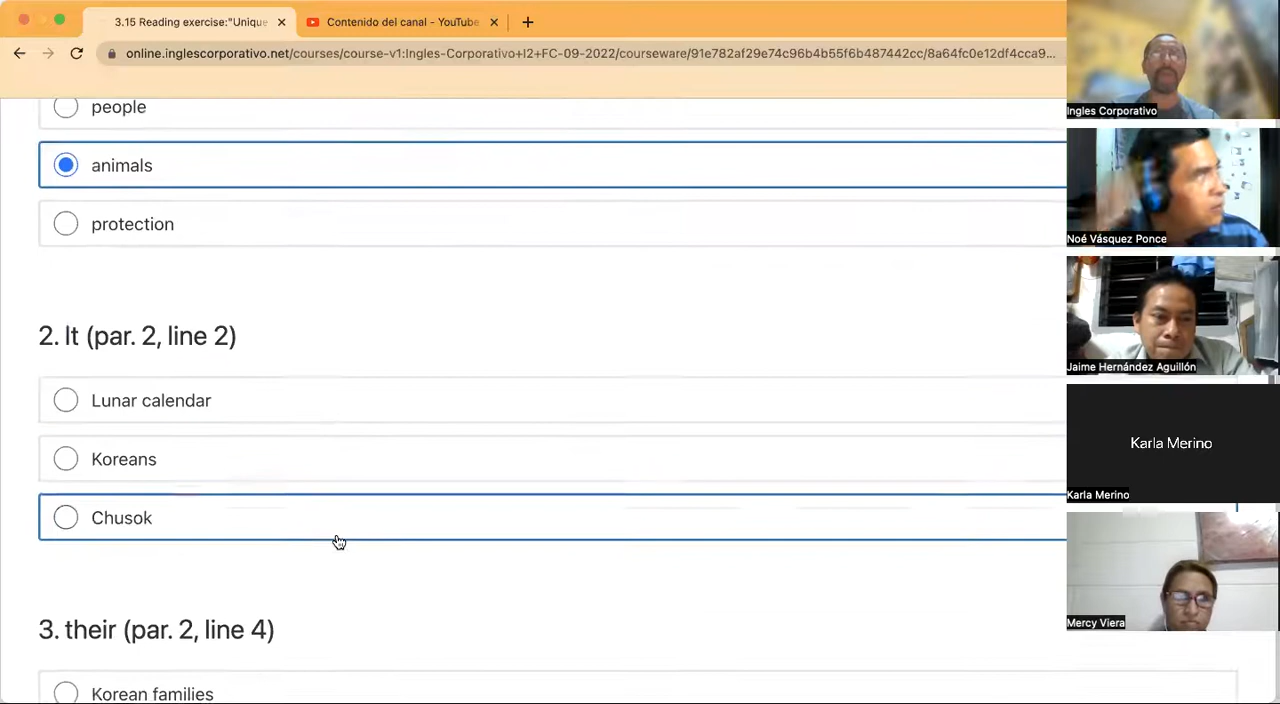 3.15 Reading exercise:"Unique
Contenido del canal - YouTube
online.inglescorporativo.net/courses/course-v1:Ingles-Corporativo+I2+FC-09-2022/courseware/91e782af29e74c96b4b55f6b487442cc/8a64fc0e12df4cca9...
people
animals
protection
2. It (par. 2, line 2)
Lunar calendar
Koreans
Chusok
3. their (par. 2, line 4)
Korean families
Ingles Corporativo
Noé Vásquez Ponce
Jaime Hernández Aguillón
Karla Merino
Karla Merino
Mercy Viera